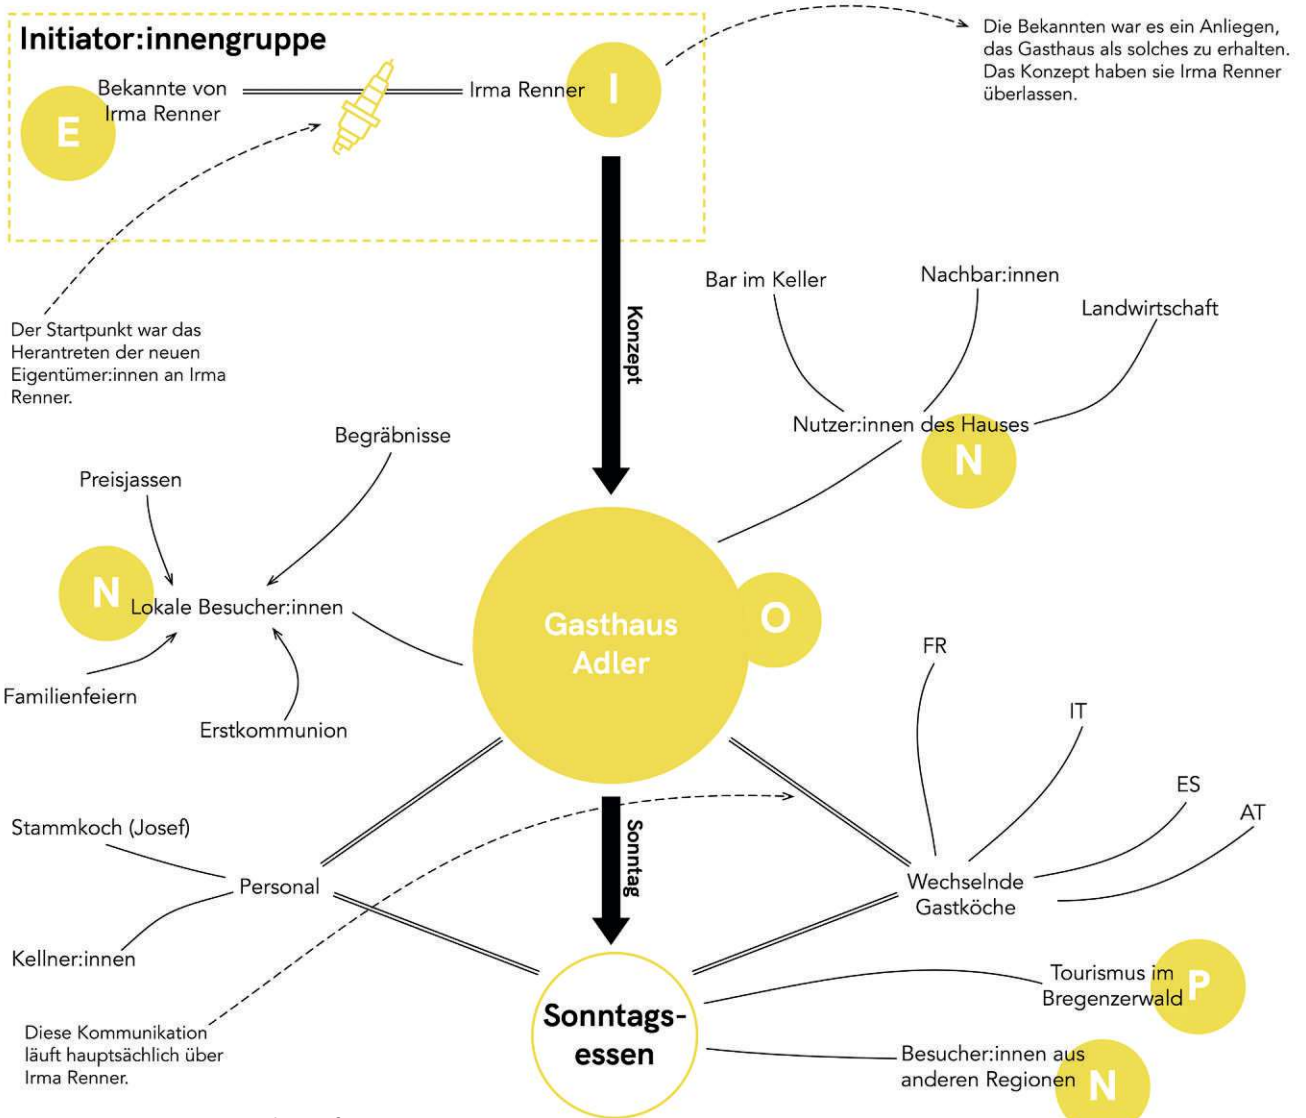 Initiator:innengruppe
Bekannte von
Irma Renner
E
Irma Renner
I
Die Bekannten war es ein Anliegen,
das Gasthaus als solches zu erhalten.
Das Konzept haben sie Irma Renner
überlassen.
Der Startpunkt war das
Herantreten der neuen
Eigentümer:innen an Irma
Renner.
Konzept
Bar im Keller
Nachbar:innen
Landwirtschaft
Nutzer:innen des Hauses
N
Begräbnisse
Preisjassen
N
Lokale Besucher:innen
Familienfeiern
Erstkommunion
Gasthaus
Adler
O
FR
IT
ES
AT
Wechselnde
Gastköche
Stammkoch (Josef)
Personal
Kellner:innen
Sonntag
Diese Kommunikation
läuft hauptsächlich über
Irma Renner.
Sonntags-
essen
Tourismus im
Bregenzerwald
P
Besucher:innen aus
anderen Regionen
N